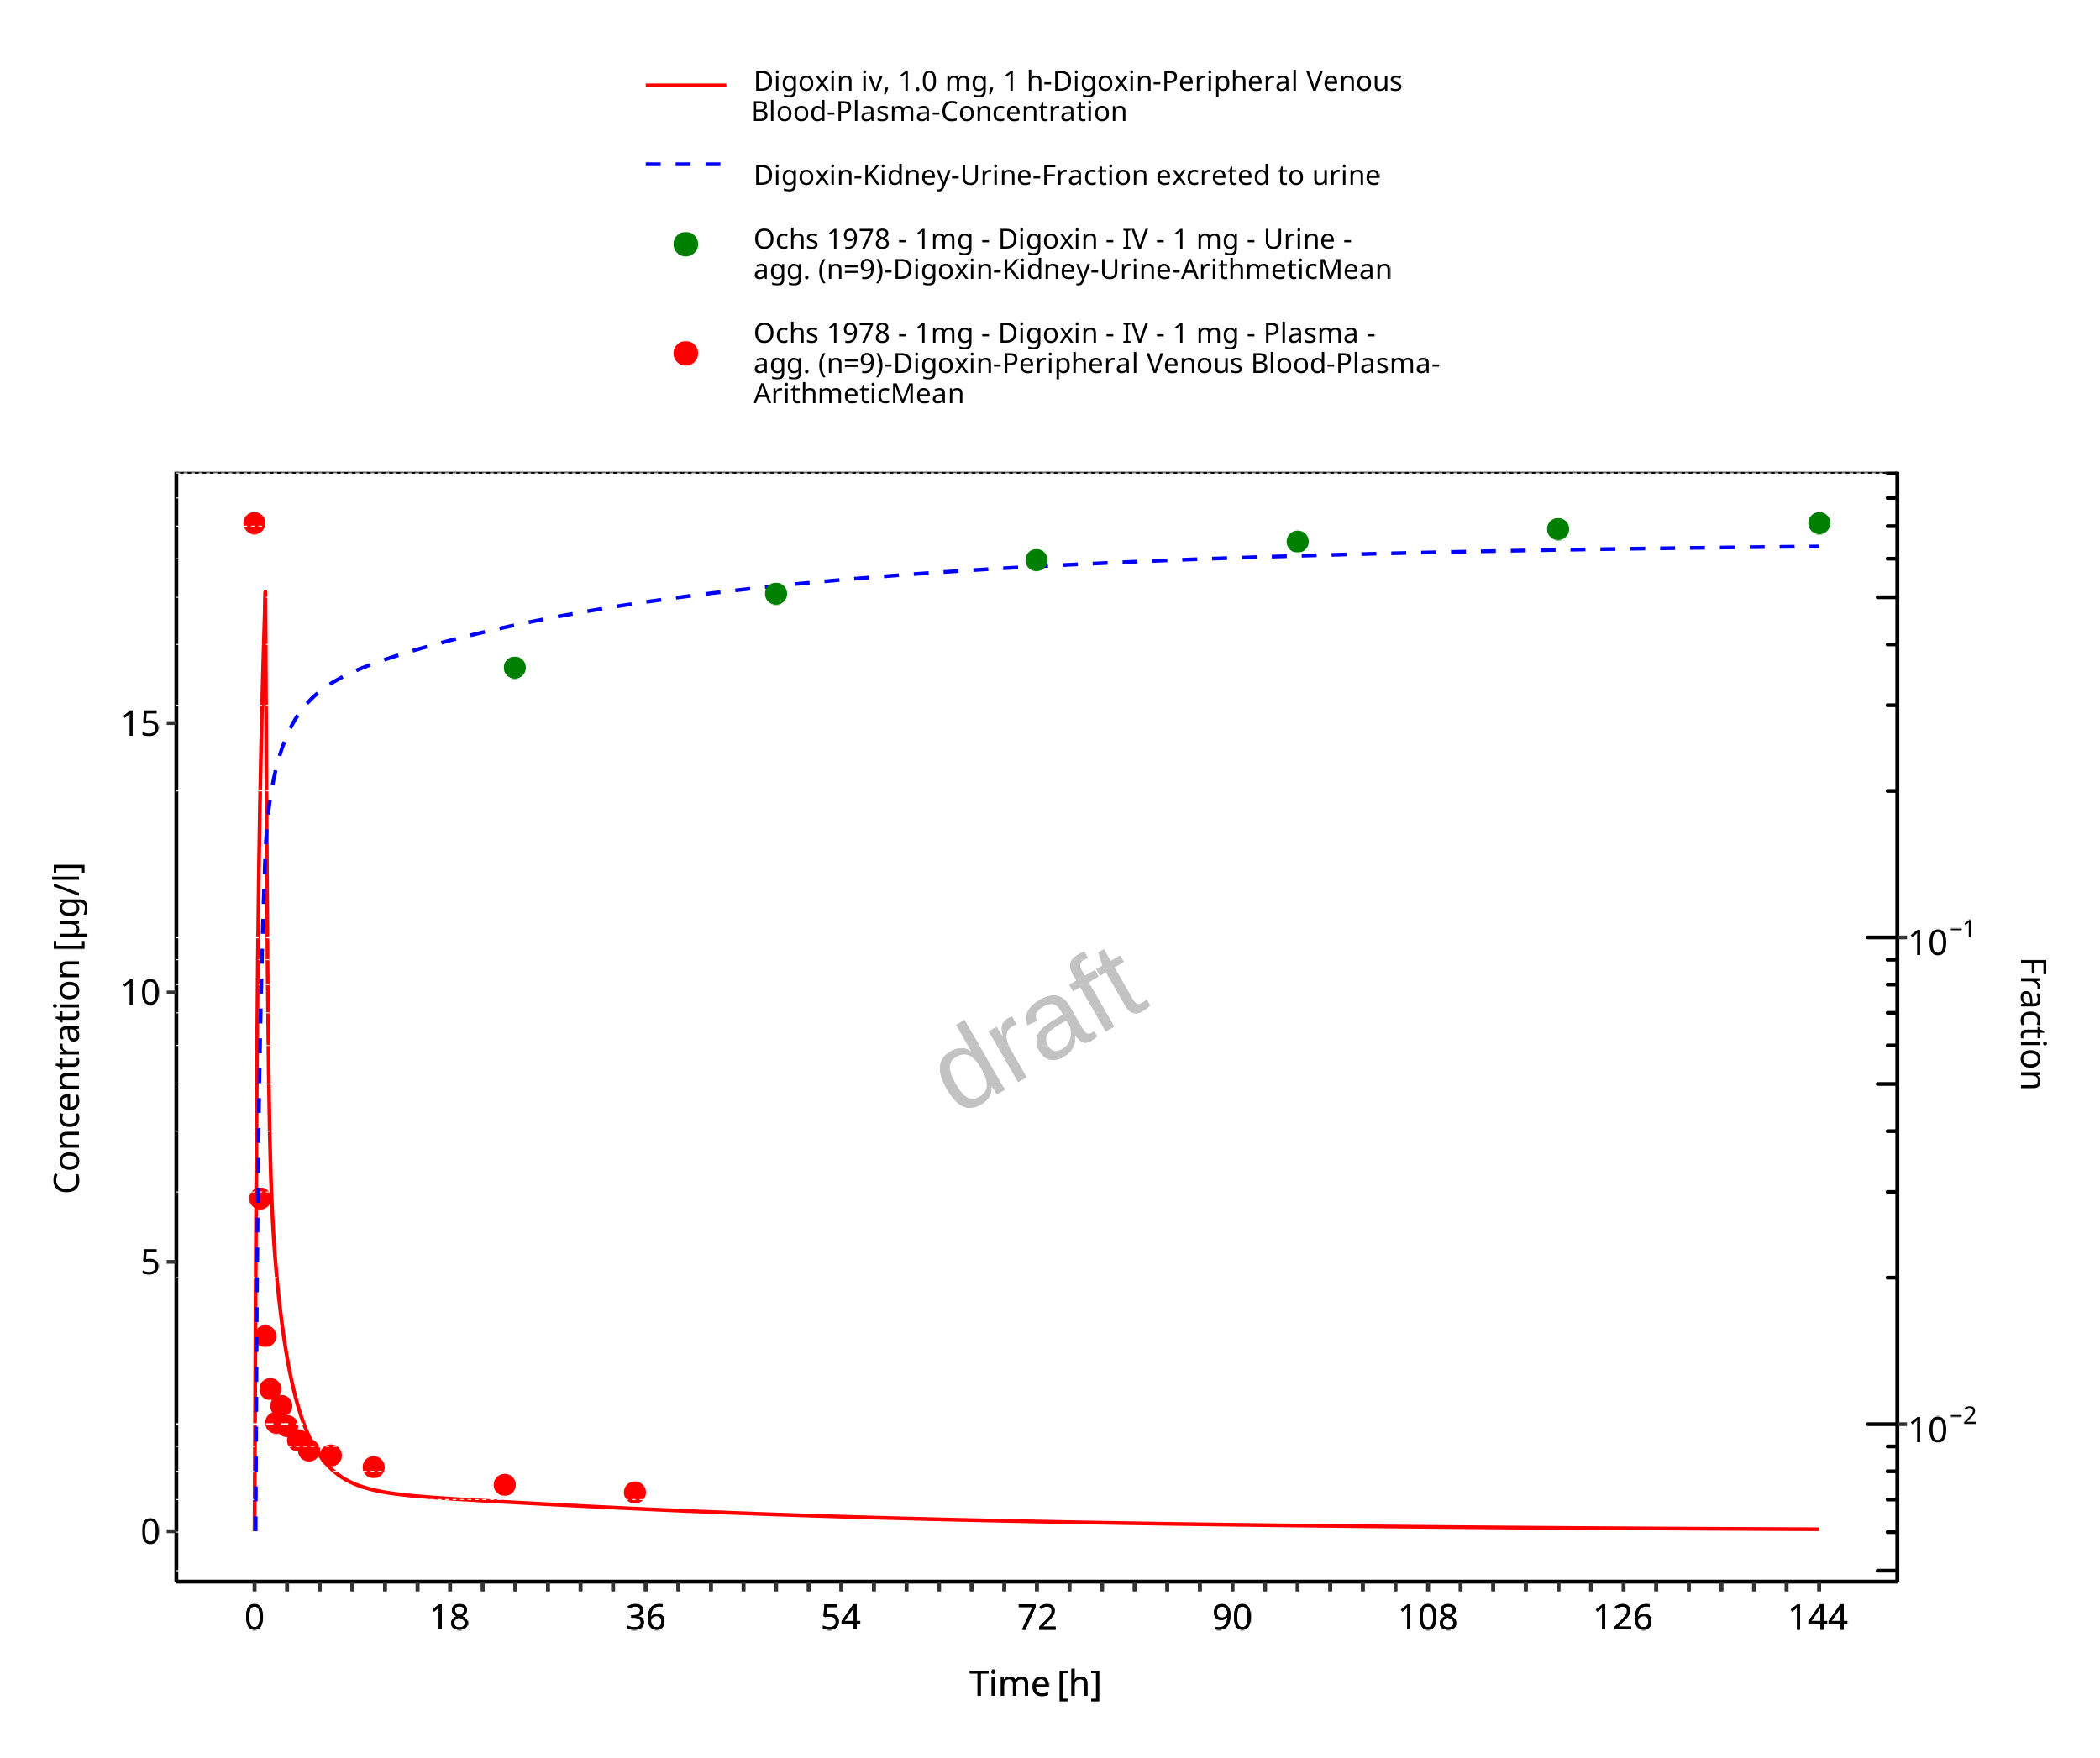 Digoxin iv, 1.0 mg, 1 h-Digoxin-Peripheral Venous
Blood-Plasma-Concentration
Digoxin-Kidney-Urine-Fraction excreted to urine
Ochs 1978 - 1mg - Digoxin - IV - 1 mg - Urine -
agg. (n=9)-Digoxin-Kidney-Urine-ArithmeticMean
Ochs 1978 - 1mg - Digoxin - IV - 1 mg - Plasma -
agg. (n=9)-Digoxin-Peripheral Venous Blood-Plasma-
ArithmeticMean
Concentration [µg/l]
15
10
5
0
draft
10⁻¹
10⁻²
Fraction
0 18 36 54 72 90 108 126 144
Time [h]